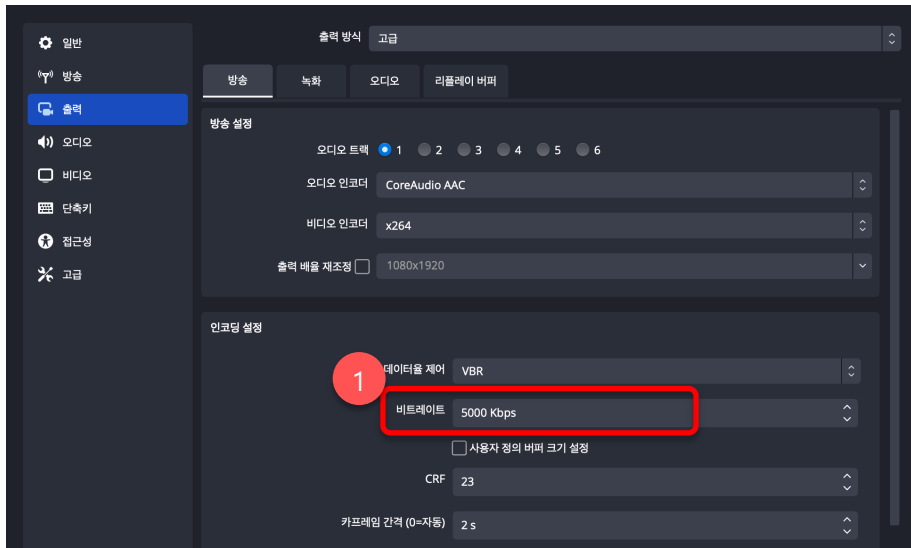 출력 방식 고급
일반
방송
출력
오디오
비디오
단축키
접근성
고급
방송 녹화 오디오 리플레이 버퍼
방송 설정
오디오 트랙 1 2 3 4 5 6
오디오 인코더 CoreAudio AAC
비디오 인코더 x264
출력 배율 재조정 1080x1920
인코딩 설정
데이터율 제어 VBR
1
비트레이트 5000 Kbps
사용자 정의 버퍼 크기 설정
CRF 23
카프레임 간격 (0=자동) 2 s